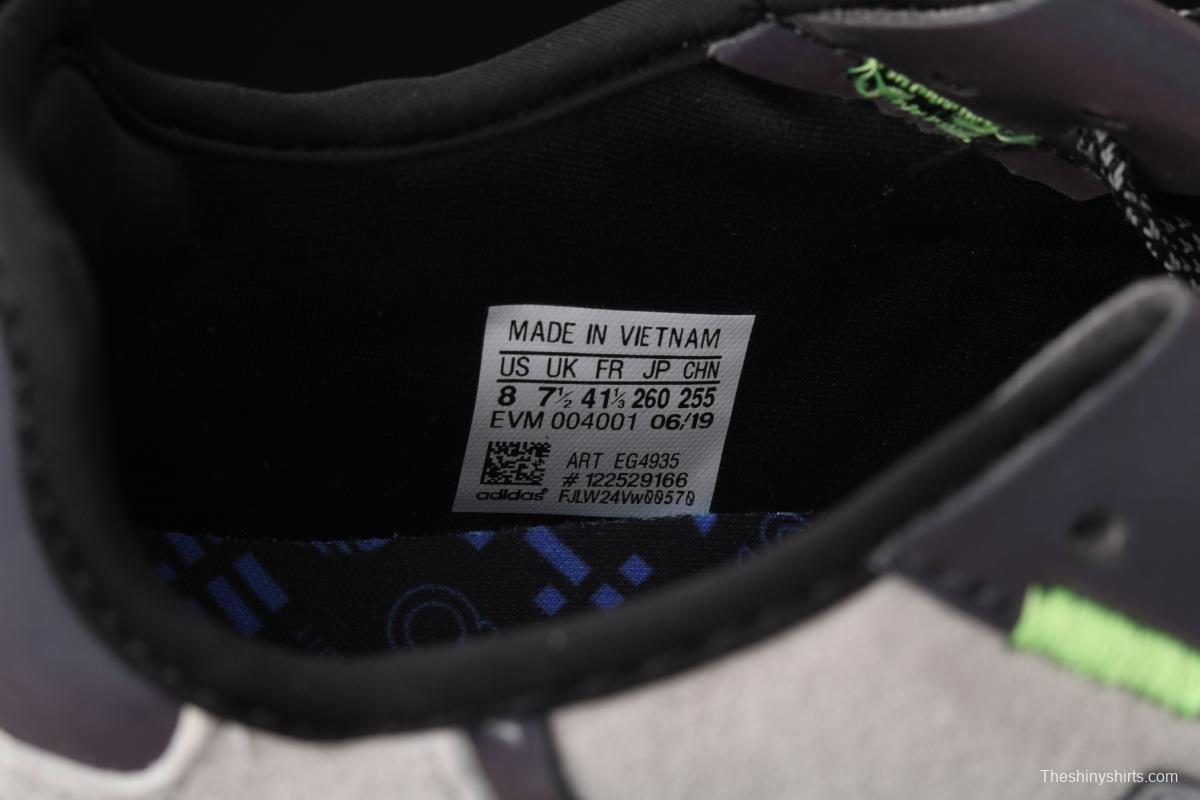 MADE IN VIETNAM
US UK FR JP CHN
8 7½ 41⅓ 260 255
EVM 004001 06/19
ART EG4935
# 122529166
adidas FJLW24Vw00570
Theshinyshirts.com